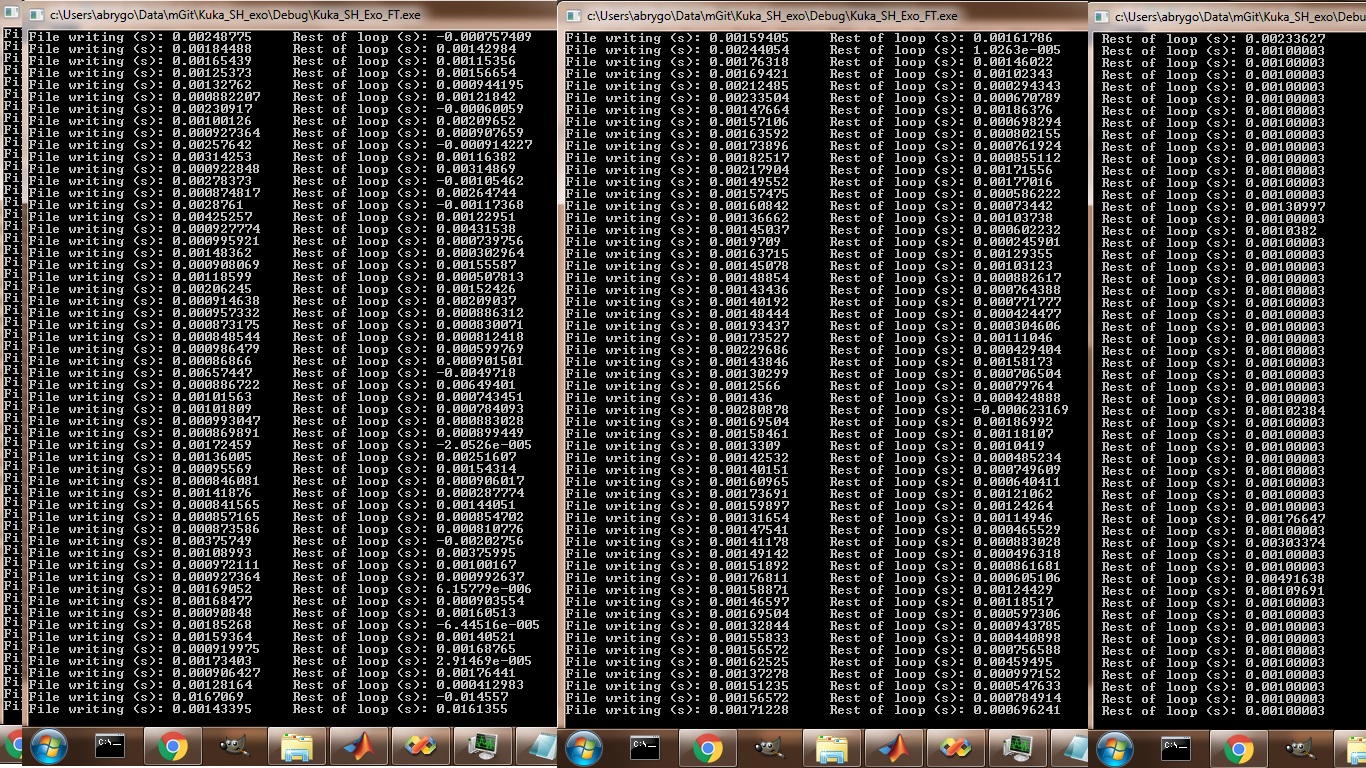 c:\Users\abrygo\Data\mGit\Kuka_SH_exo\Debug\Kuka_SH_Exo_FT.exe
File writing (s): 0.00248775 Rest of loop (s): -0.000757409
File writing (s): 0.00184488 Rest of loop (s): 0.00142984
File writing (s): 0.00165439 Rest of loop (s): 0.00115356
File writing (s): 0.00125373 Rest of loop (s): 0.00156654
File writing (s): 0.00132762 Rest of loop (s): 0.000944195
File writing (s): 0.000882207 Rest of loop (s): 0.00121842
File writing (s): 0.00230917 Rest of loop (s): -0.00060059
File writing (s): 0.00100126 Rest of loop (s): 0.00209652
File writing (s): 0.000927364 Rest of loop (s): 0.000907659
File writing (s): 0.00257642 Rest of loop (s): -0.000914227
File writing (s): 0.00314253 Rest of loop (s): 0.00116382
File writing (s): 0.000922848 Rest of loop (s): 0.00314869
File writing (s): 0.00278373 Rest of loop (s): -0.00105462
File writing (s): 0.000874817 Rest of loop (s): 0.00264744
File writing (s): 0.0028761 Rest of loop (s): -0.00117368
File writing (s): 0.00425257 Rest of loop (s): 0.00122951
File writing (s): 0.000927774 Rest of loop (s): 0.00431538
File writing (s): 0.000995921 Rest of loop (s): 0.000739756
File writing (s): 0.00148362 Rest of loop (s): 0.000302964
File writing (s): 0.000908069 Rest of loop (s): 0.00155587
File writing (s): 0.00118599 Rest of loop (s): 0.000507813
File writing (s): 0.00206245 Rest of loop (s): 0.00152426
File writing (s): 0.000914638 Rest of loop (s): 0.00209037
File writing (s): 0.000957332 Rest of loop (s): 0.000886312
File writing (s): 0.000873175 Rest of loop (s): 0.000830071
File writing (s): 0.000848544 Rest of loop (s): 0.000812418
File writing (s): 0.000986479 Rest of loop (s): 0.000599769
File writing (s): 0.00086866 Rest of loop (s): 0.000901501
File writing (s): 0.00657447 Rest of loop (s): -0.0049718
File writing (s): 0.000886722 Rest of loop (s): 0.00649401
File writing (s): 0.00101563 Rest of loop (s): 0.000743451
File writing (s): 0.00101809 Rest of loop (s): 0.000784093
File writing (s): 0.000993047 Rest of loop (s): 0.000883028
File writing (s): 0.000869891 Rest of loop (s): 0.000899449
File writing (s): 0.00172459 Rest of loop (s): -2.0526e-005
File writing (s): 0.00136005 Rest of loop (s): 0.00251607
File writing (s): 0.00095569 Rest of loop (s): 0.00154314
File writing (s): 0.000846081 Rest of loop (s): 0.000906017
File writing (s): 0.00141876 Rest of loop (s): 0.000287774
File writing (s): 0.000841565 Rest of loop (s): 0.00144051
File writing (s): 0.000857165 Rest of loop (s): 0.000854702
File writing (s): 0.000873586 Rest of loop (s): 0.000810776
File writing (s): 0.00375749 Rest of loop (s): -0.00202756
File writing (s): 0.00108993 Rest of loop (s): 0.00375995
File writing (s): 0.000972111 Rest of loop (s): 0.00100167
File writing (s): 0.000927364 Rest of loop (s): 0.000992637
File writing (s): 0.00169052 Rest of loop (s): 6.15779e-006
File writing (s): 0.00168477 Rest of loop (s): 0.000903554
File writing (s): 0.00094848 Rest of loop (s): 0.00160513
File writing (s): 0.00185268 Rest of loop (s): -6.44516e-005
File writing (s): 0.00159364 Rest of loop (s): 0.00140521
File writing (s): 0.000919975 Rest of loop (s): 0.00168765
File writing (s): 0.00173403 Rest of loop (s): 2.91469e-005
File writing (s): 0.000906427 Rest of loop (s): 0.00176441
File writing (s): 0.00128164 Rest of loop (s): 0.000412983
File writing (s): 0.0167069 Rest of loop (s): -0.014557
File writing (s): 0.00143395 Rest of loop (s): 0.0161355
c:\Users\abrygo\Data\mGit\Kuka_SH_exo\Debug\Kuka_SH_Exo_FT.exe
File writing (s): 0.00159405 Rest of loop (s): 0.00161786
File writing (s): 0.00244054 Rest of loop (s): 1.0263e-005
File writing (s): 0.00176318 Rest of loop (s): 0.00146022
File writing (s): 0.00169421 Rest of loop (s): 0.00102343
File writing (s): 0.00212485 Rest of loop (s): 0.000294343
File writing (s): 0.00233504 Rest of loop (s): 0.000670789
File writing (s): 0.00147664 Rest of loop (s): 0.00186376
File writing (s): 0.00157106 Rest of loop (s): 0.000698294
File writing (s): 0.00163592 Rest of loop (s): 0.000802155
File writing (s): 0.00173896 Rest of loop (s): 0.000761924
File writing (s): 0.00182517 Rest of loop (s): 0.000855112
File writing (s): 0.00217904 Rest of loop (s): 0.00171556
File writing (s): 0.00149552 Rest of loop (s): 0.00177016
File writing (s): 0.00157475 Rest of loop (s): 0.000586222
File writing (s): 0.00160842 Rest of loop (s): 0.00073442
File writing (s): 0.00136662 Rest of loop (s): 0.00103738
File writing (s): 0.00145037 Rest of loop (s): 0.000602232
File writing (s): 0.0019709 Rest of loop (s): 0.000245901
File writing (s): 0.00163715 Rest of loop (s): 0.00129355
File writing (s): 0.00145078 Rest of loop (s): 0.00103123
File writing (s): 0.00148854 Rest of loop (s): 0.000882617
File writing (s): 0.00143436 Rest of loop (s): 0.000764388
File writing (s): 0.00140192 Rest of loop (s): 0.000771777
File writing (s): 0.00148444 Rest of loop (s): 0.000424477
File writing (s): 0.00193437 Rest of loop (s): 0.000304606
File writing (s): 0.00173527 Rest of loop (s): 0.00111046
File writing (s): 0.00229686 Rest of loop (s): 0.000429404
File writing (s): 0.00143846 Rest of loop (s): 0.00158173
File writing (s): 0.00130299 Rest of loop (s): 0.000706504
File writing (s): 0.0012566 Rest of loop (s): 0.00079764
File writing (s): 0.001436 Rest of loop (s): 0.000424888
File writing (s): 0.00280878 Rest of loop (s): -0.000623169
File writing (s): 0.00169504 Rest of loop (s): 0.00186992
File writing (s): 0.00158461 Rest of loop (s): 0.00118107
File writing (s): 0.0013309 Rest of loop (s): 0.0010419
File writing (s): 0.00142532 Rest of loop (s): 0.000485234
File writing (s): 0.00140151 Rest of loop (s): 0.000749609
File writing (s): 0.00160965 Rest of loop (s): 0.000640411
File writing (s): 0.00173691 Rest of loop (s): 0.00121062
File writing (s): 0.00159897 Rest of loop (s): 0.00124264
File writing (s): 0.00131654 Rest of loop (s): 0.00114946
File writing (s): 0.00147541 Rest of loop (s): 0.000465529
File writing (s): 0.00141178 Rest of loop (s): 0.000883028
File writing (s): 0.00149142 Rest of loop (s): 0.000496318
File writing (s): 0.00151892 Rest of loop (s): 0.000861681
File writing (s): 0.00176811 Rest of loop (s): 0.000605106
File writing (s): 0.00158871 Rest of loop (s): 0.00124429
File writing (s): 0.00146597 Rest of loop (s): 0.00118517
File writing (s): 0.00169504 Rest of loop (s): 0.000597306
File writing (s): 0.00132844 Rest of loop (s): 0.000943785
File writing (s): 0.00155833 Rest of loop (s): 0.000440898
File writing (s): 0.00156572 Rest of loop (s): 0.000756588
File writing (s): 0.00162525 Rest of loop (s): 0.00459495
File writing (s): 0.00137278 Rest of loop (s): 0.000997152
File writing (s): 0.00151235 Rest of loop (s): 0.000547633
File writing (s): 0.00156572 Rest of loop (s): 0.000784914
File writing (s): 0.00171228 Rest of loop (s): 0.000696241
c:\Users\abrygo\Data\mGit\Kuka_SH_exo\Debu
Rest of loop (s): 0.00233627
Rest of loop (s): 0.00100003
Rest of loop (s): 0.00100003
Rest of loop (s): 0.00100003
Rest of loop (s): 0.00100003
Rest of loop (s): 0.00100003
Rest of loop (s): 0.00100003
Rest of loop (s): 0.00100003
Rest of loop (s): 0.00100003
Rest of loop (s): 0.00100003
Rest of loop (s): 0.00100003
Rest of loop (s): 0.00100003
Rest of loop (s): 0.00100003
Rest of loop (s): 0.00100003
Rest of loop (s): 0.00130997
Rest of loop (s): 0.00100003
Rest of loop (s): 0.0010382
Rest of loop (s): 0.00100003
Rest of loop (s): 0.00100003
Rest of loop (s): 0.00100003
Rest of loop (s): 0.00100003
Rest of loop (s): 0.00100003
Rest of loop (s): 0.00100003
Rest of loop (s): 0.00100003
Rest of loop (s): 0.00100003
Rest of loop (s): 0.00100003
Rest of loop (s): 0.00100003
Rest of loop (s): 0.00100003
Rest of loop (s): 0.00100003
Rest of loop (s): 0.00100003
Rest of loop (s): 0.00100003
Rest of loop (s): 0.00102384
Rest of loop (s): 0.00100003
Rest of loop (s): 0.00100003
Rest of loop (s): 0.00100003
Rest of loop (s): 0.00100003
Rest of loop (s): 0.00100003
Rest of loop (s): 0.00100003
Rest of loop (s): 0.00100003
Rest of loop (s): 0.00100003
Rest of loop (s): 0.00176647
Rest of loop (s): 0.00100003
Rest of loop (s): 0.00303374
Rest of loop (s): 0.00100003
Rest of loop (s): 0.00100003
Rest of loop (s): 0.00491638
Rest of loop (s): 0.00109691
Rest of loop (s): 0.00100003
Rest of loop (s): 0.00100003
Rest of loop (s): 0.00100003
Rest of loop (s): 0.00100003
Rest of loop (s): 0.00100003
Rest of loop (s): 0.00100003
Rest of loop (s): 0.00100003
Rest of loop (s): 0.00100003
Rest of loop (s): 0.00100003
Rest of loop (s): 0.00100003